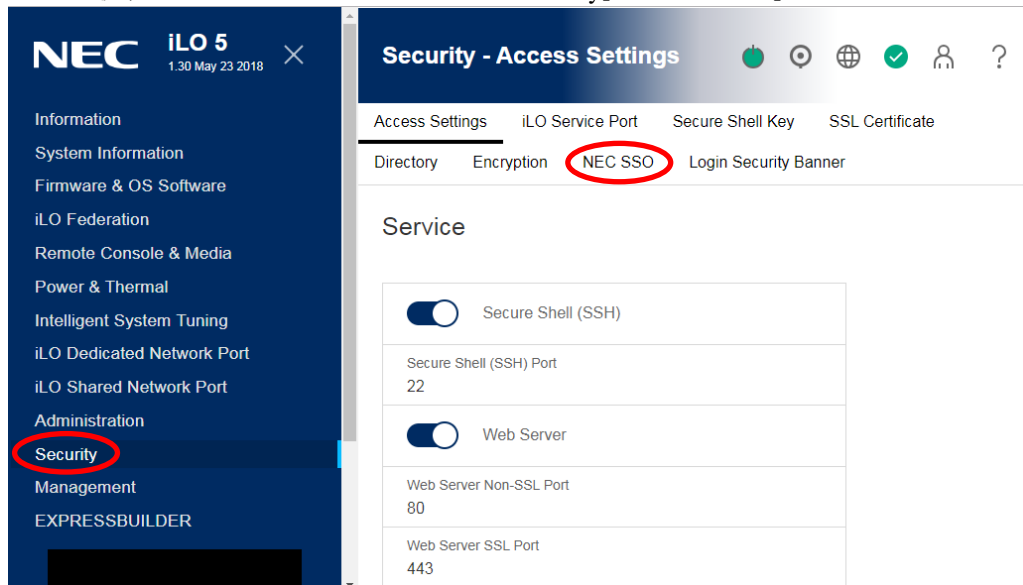 NEC
iLO 5
1.30 May 23 2018
Information
System Information
Firmware & OS Software
iLO Federation
Remote Console & Media
Power & Thermal
Intelligent System Tuning
iLO Dedicated Network Port
iLO Shared Network Port
Administration
Security
Management
EXPRESSBUILDER
Security - Access Settings
?
Access Settings iLO Service Port Secure Shell Key SSL Certificate
Directory Encryption NEC SSO Login Security Banner
Service
Secure Shell (SSH)
Secure Shell (SSH) Port
22
Web Server
Web Server Non-SSL Port
80
Web Server SSL Port
443